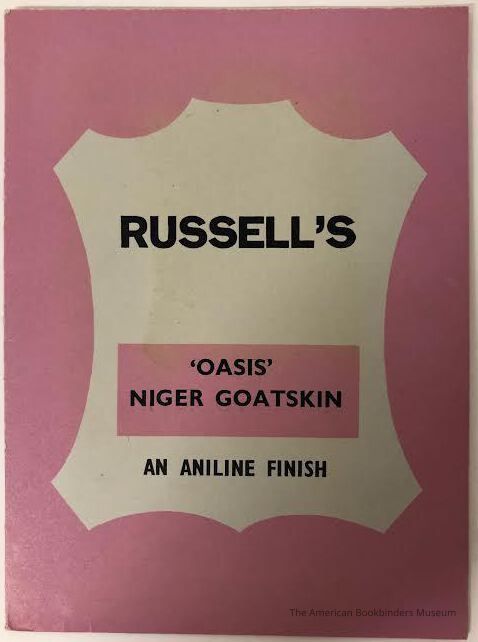 RUSSELL'S
‘OASIS’
NIGER GOATSKIN
AN ANILINE FINISH
The American Bookbinders Museum